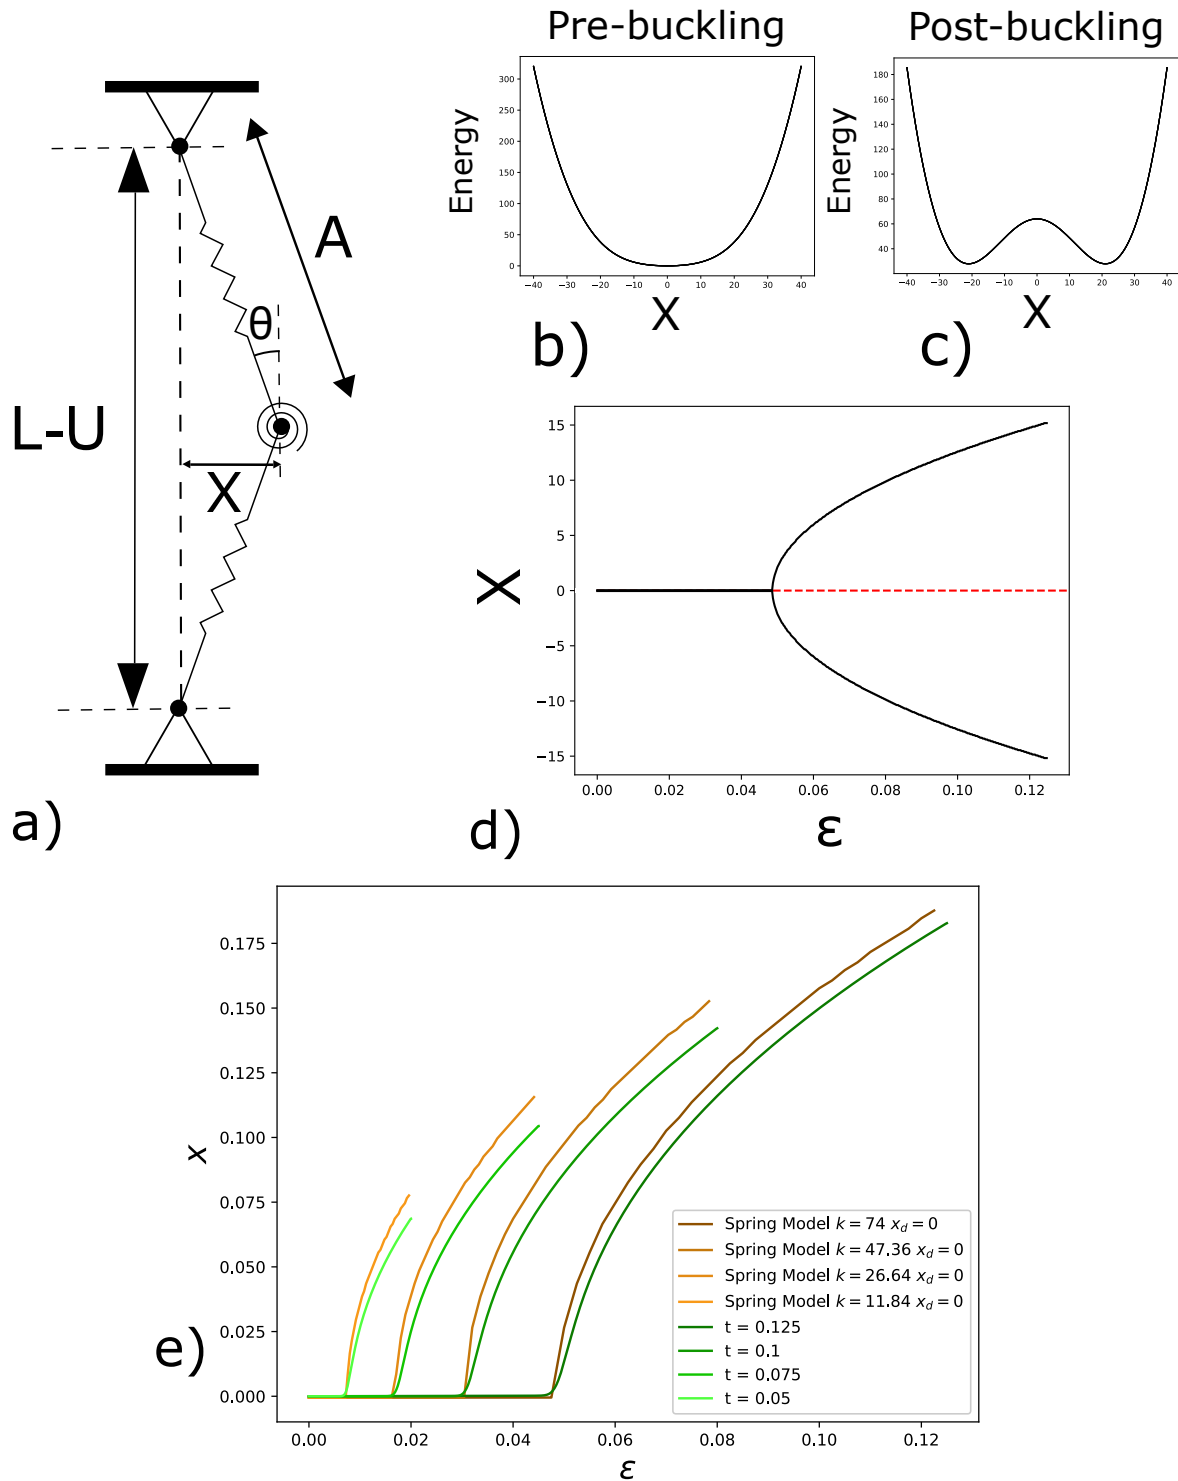 Pre-buckling
Post-buckling
L-U
A
θ
X
a)
Energy
300
250
200
150
100
50
0
−40 −30 −20 −10 0 10 20 30 40
X
b)
Energy
180
160
140
120
100
80
60
40
−40 −30 −20 −10 0 10 20 30 40
X
c)
X
15
10
5
0
−5
−10
−15
0.00 0.02 0.04 0.06 0.08 0.10 0.12
ε
d)
x
0.175
0.150
0.125
0.100
0.075
0.050
0.025
0.000
0.00 0.02 0.04 0.06 0.08 0.10 0.12
ε
e)
Spring Model k = 74 x_d = 0
Spring Model k = 47.36 x_d = 0
Spring Model k = 26.64 x_d = 0
Spring Model k = 11.84 x_d = 0
t = 0.125
t = 0.1
t = 0.075
t = 0.05